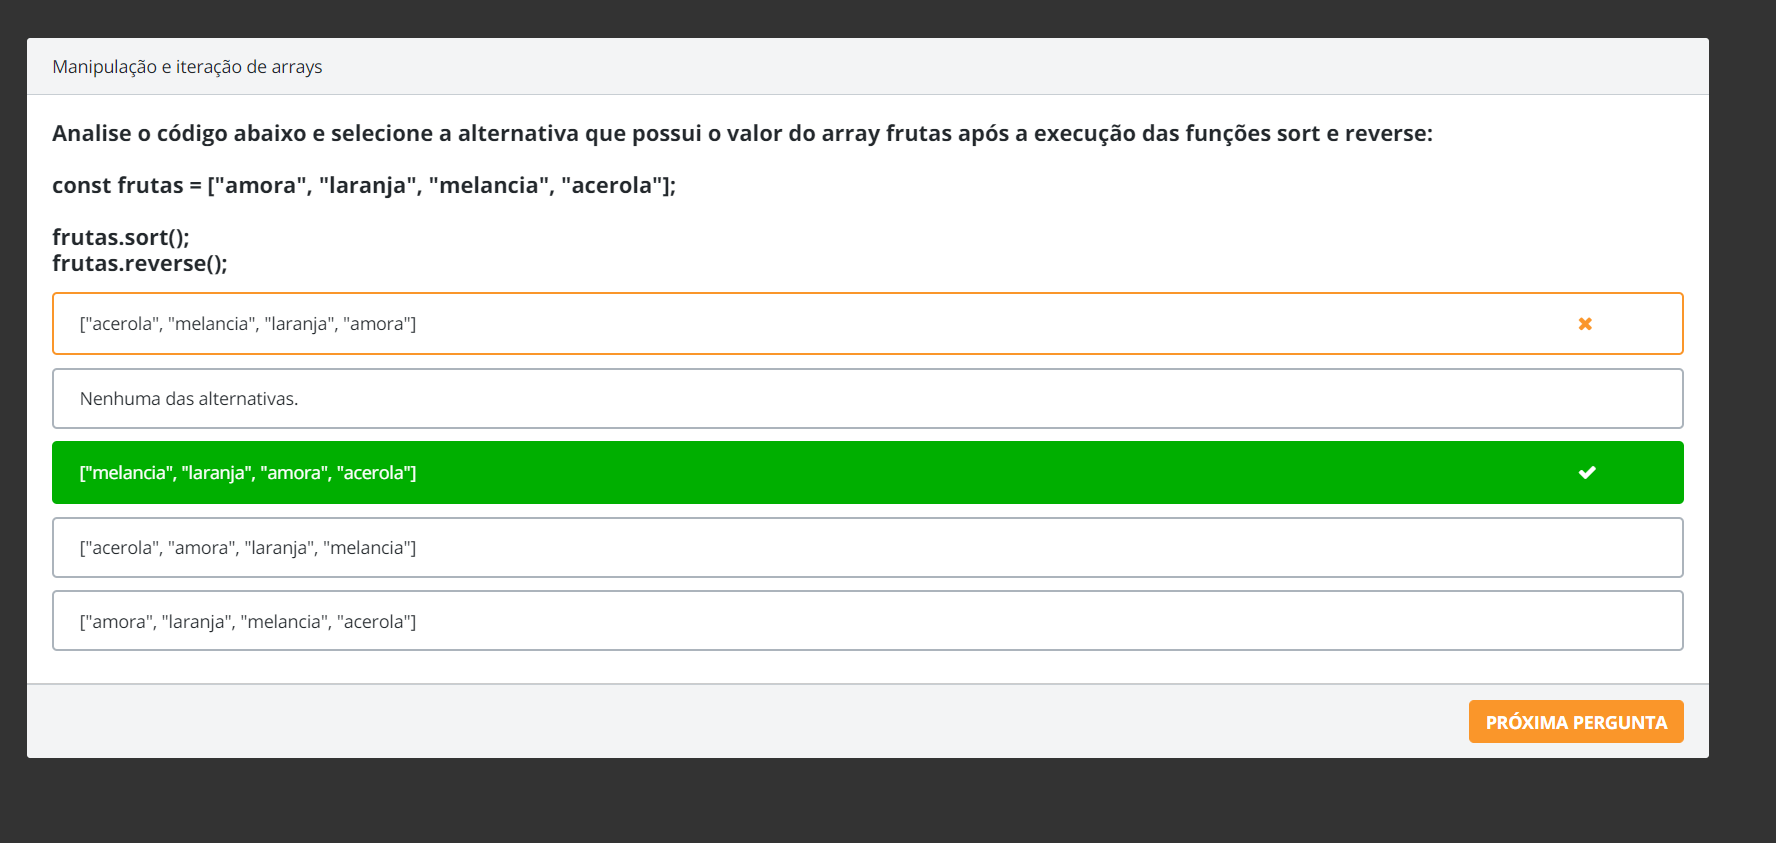 Manipulação e iteração de arrays
Analise o código abaixo e selecione a alternativa que possui o valor do array frutas após a execução das funções sort e reverse:
const frutas = ["amora", "laranja", "melancia", "acerola"];
frutas.sort();
frutas.reverse();
["acerola", "melancia", "laranja", "amora"]
Nenhuma das alternativas.
["melancia", "laranja", "amora", "acerola"]
["acerola", "amora", "laranja", "melancia"]
["amora", "laranja", "melancia", "acerola"]
PRÓXIMA PERGUNTA